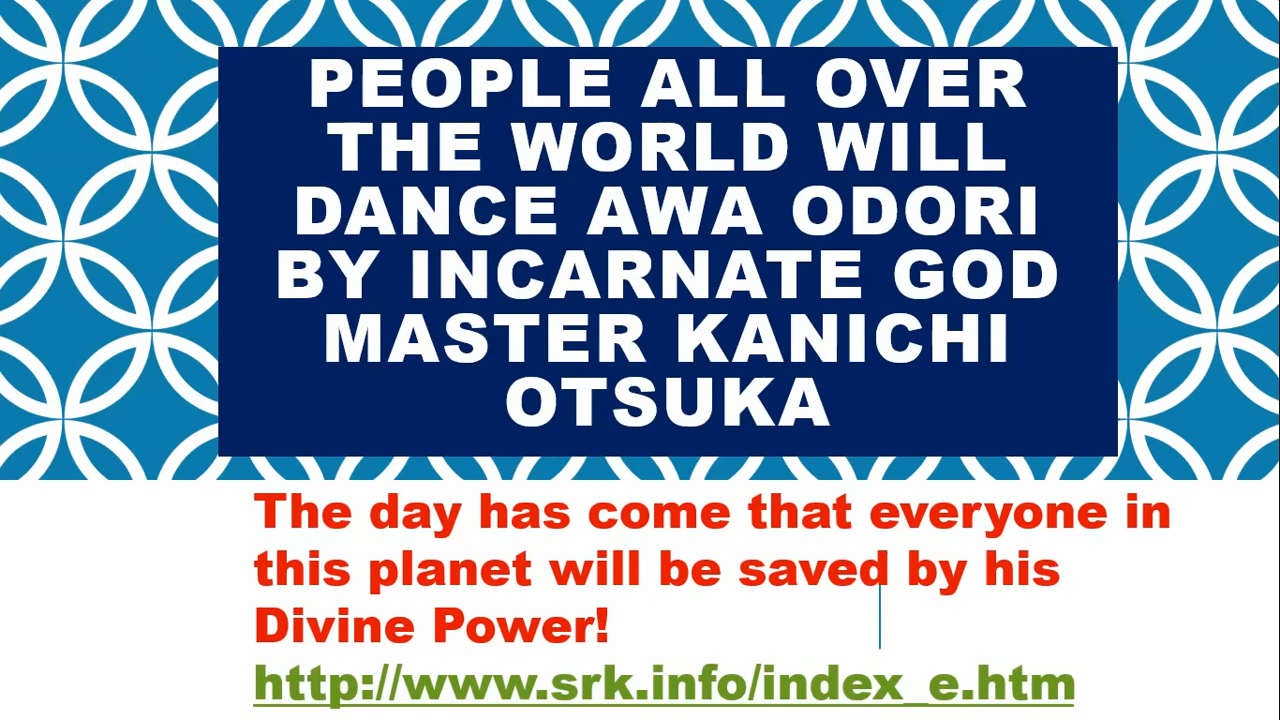 PEOPLE ALL OVER
THE WORLD WILL
DANCE AWA ODORI
BY INCARNATE GOD
MASTER KANICHI
OTSUKA
The day has come that everyone in
this planet will be saved by his
Divine Power!
http://www.srk.info/index_e.htm